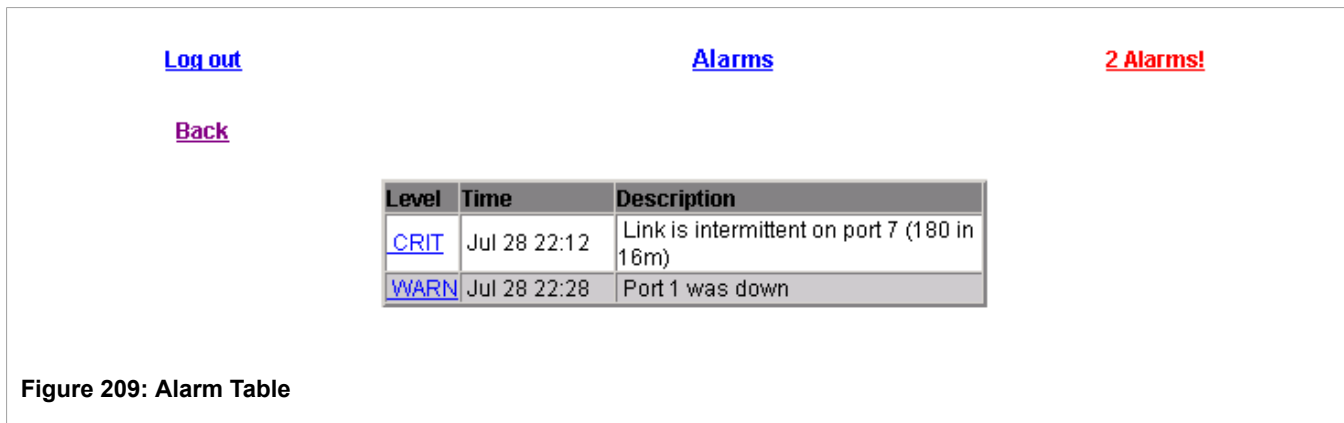 Log out Alarms 2 Alarms!
Back
Level Time Description
CRIT Jul 28 22:12 Link is intermittent on port 7 (180 in
16m)
WARN Jul 28 22:28 Port 1 was down
Figure 209: Alarm Table